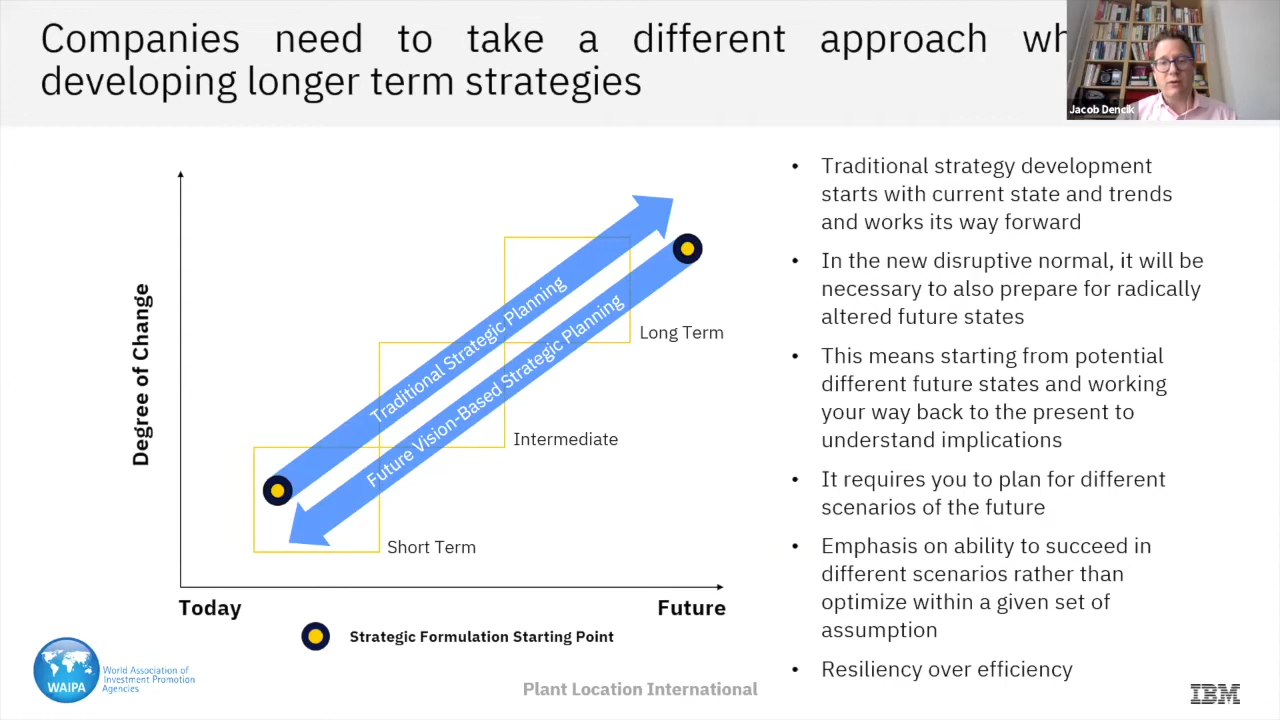 Companies need to take a different approach wh
developing longer term strategies
Jacob Dencik
Degree of Change
Traditional Strategic Planning
Future Vision-Based Strategic Planning
Long Term
Intermediate
Short Term
Today
Future
Strategic Formulation Starting Point
• Traditional strategy development
starts with current state and trends
and works its way forward
• In the new disruptive normal, it will be
necessary to also prepare for radically
altered future states
• This means starting from potential
different future states and working
your way back to the present to
understand implications
• It requires you to plan for different
scenarios of the future
• Emphasis on ability to succeed in
different scenarios rather than
optimize within a given set of
assumption
• Resiliency over efficiency
WAIPA
World Association of
Investment Promotion
Agencies
Plant Location International
IBM